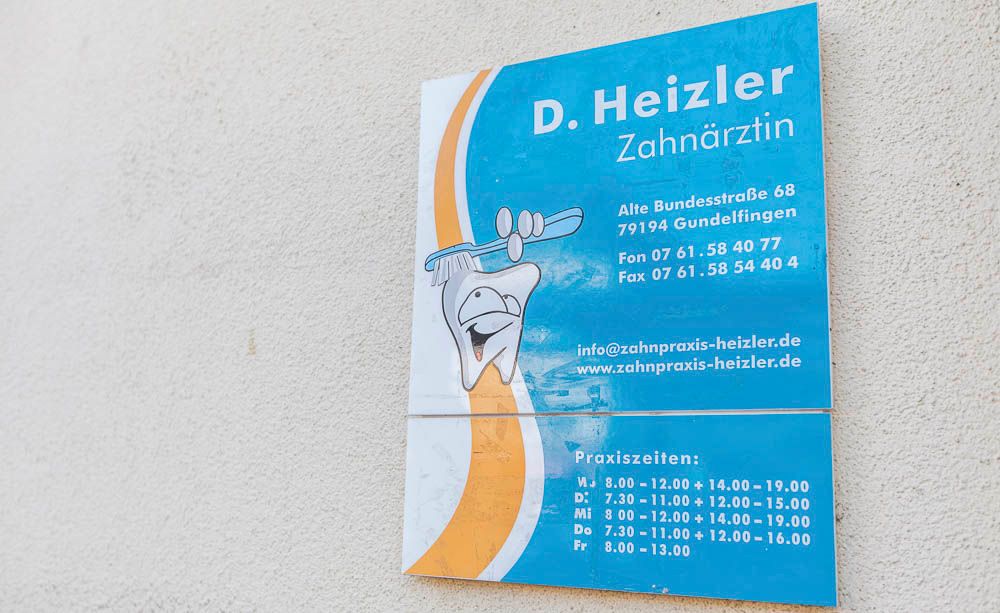 D. Heizler
Zahnärztin
Alte Bundesstraße 68
79194 Gundelfingen
Fon 07 61.58 40 77
Fax 07 61.58 54 40 4
info@zahnpraxis-heizler.de
www.zahnpraxis-heizler.de
Praxiszeiten:
Mo 8.00 – 12.00 + 14.00 – 19.00
Di 7.30 – 11.00 + 12.00 – 15.00
Mi 8 00 – 12.00 + 14.00 – 19.00
Do 7.30 – 11.00 + 12.00 – 16.00
Fr 8.00 – 13.00